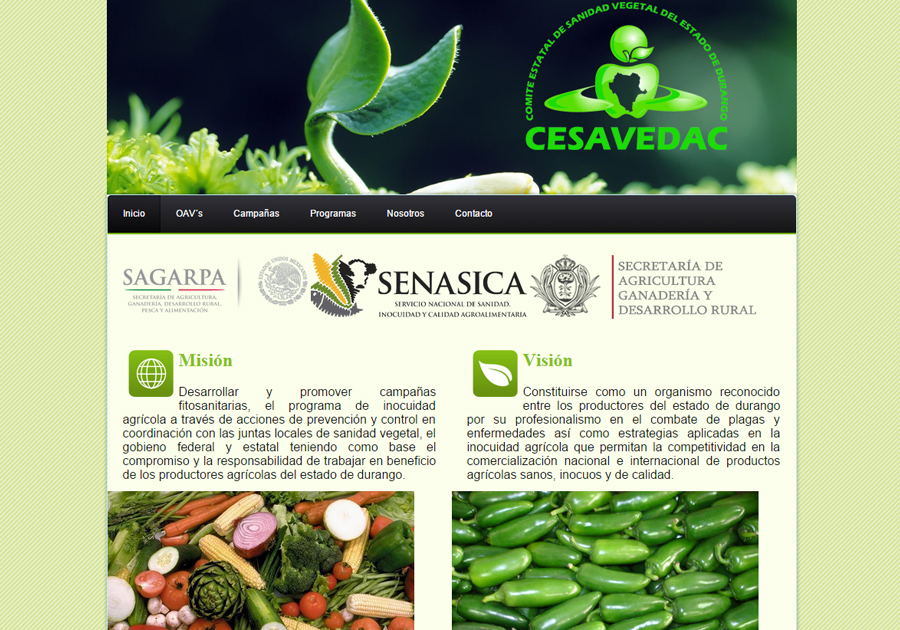 COMITE ESTATAL DE SANIDAD VEGETAL DEL ESTADO DE DURANGO
CESAVEDAC
Inicio OAV´s Campañas Programas Nosotros Contacto
SAGARPA
SECRETARÍA DE AGRICULTURA,
GANADERÍA, DESARROLLO RURAL,
PESCA Y ALIMENTACIÓN
ESTADOS UNIDOS MEXICANOS
SENASICA
SERVICIO NACIONAL DE SANIDAD,
INOCUIDAD Y CALIDAD AGROALIMENTARIA
SECRETARÍA DE
AGRICULTURA
GANADERÍA Y
DESARROLLO RURAL
Misión
Desarrollar y promover campañas
fitosanitarias, el programa de inocuidad
agrícola a través de acciones de prevención y control en
coordinación con las juntas locales de sanidad vegetal, el
gobieno federal y estatal teniendo como base el
compromiso y la responsabilidad de trabajar en beneficio
de los productores agrícolas del estado de durango.
Visión
Constituirse como un organismo reconocido
entre los productores del estado de durango
por su profesionalismo en el combate de plagas y
enfermedades así como estrategias aplicadas en la
inocuidad agrícola que permitan la competitividad en la
comercialización nacional e internacional de productos
agrícolas sanos, inocuos y de calidad.